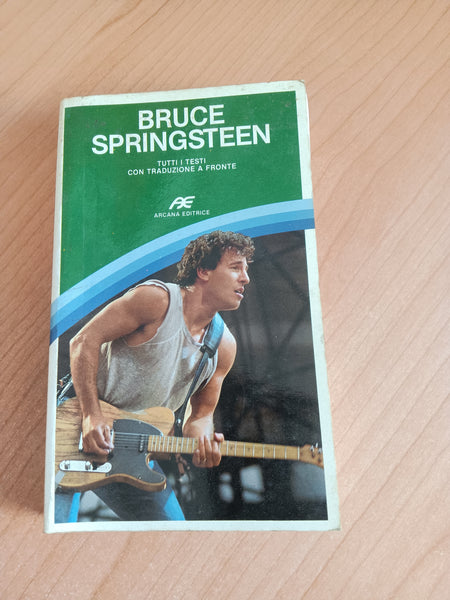 BRUCE
SPRINGSTEEN
TUTTI I TESTI
CON TRADUZIONE A FRONTE
AE
ARCANA EDITRICE